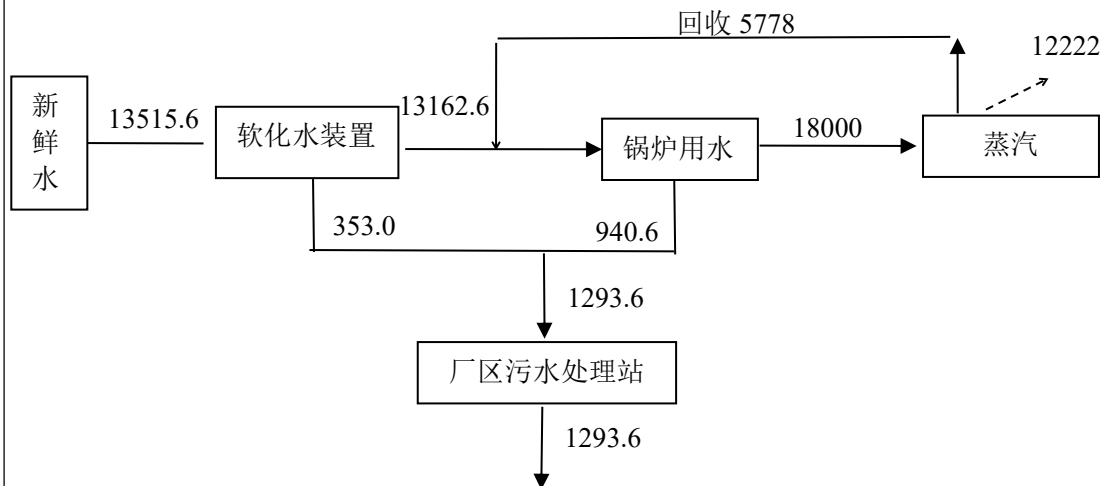 回收 5778
12222
新
鲜
水
13515.6
软化水装置
13162.6
锅炉用水
18000
蒸汽
353.0
940.6
1293.6
厂区污水处理站
1293.6